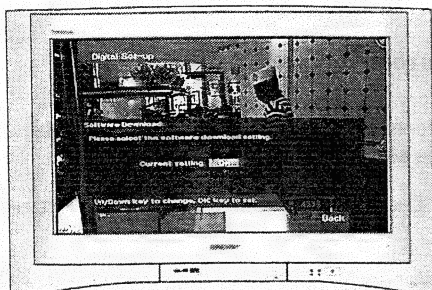 Digital Set-up
Software Download
Please select the software download setting.
Current setting:
Up/Down key to change, OK key to set.
Back